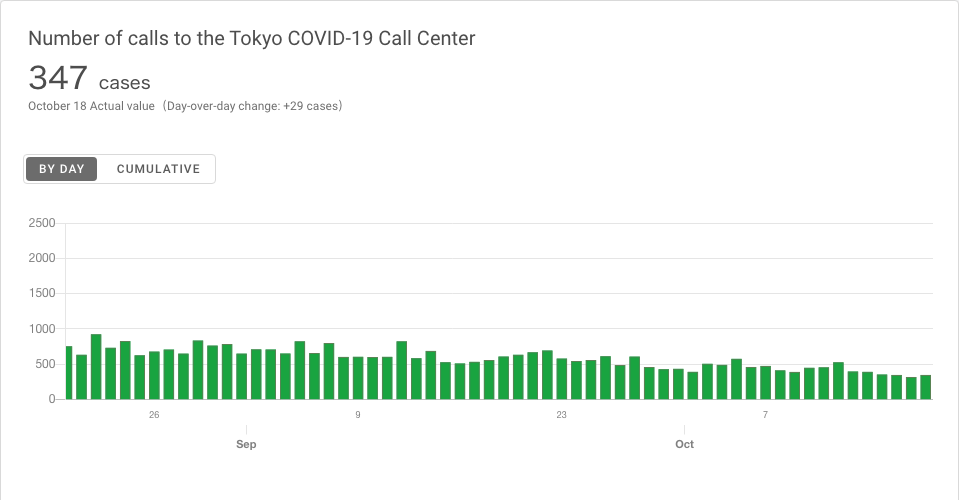 Number of calls to the Tokyo COVID-19 Call Center
347 cases
October 18 Actual value（Day-over-day change: +29 cases）
BY DAY CUMULATIVE
2500
2000
1500
1000
500
0
26 9 23 7
Sep Oct